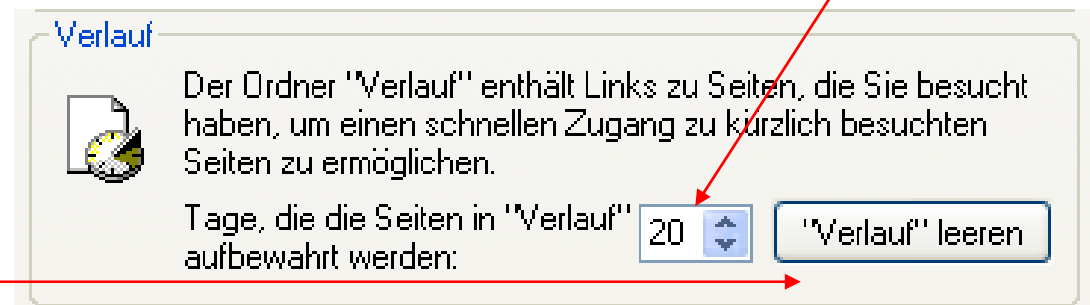 Verlauf
Der Ordner "Verlauf" enthält Links zu Seiten, die Sie besucht
haben, um einen schnellen Zugang zu kürzlich besuchten
Seiten zu ermöglichen.
Tage, die die Seiten in "Verlauf"
aufbewahrt werden:
20
"Verlauf" leeren